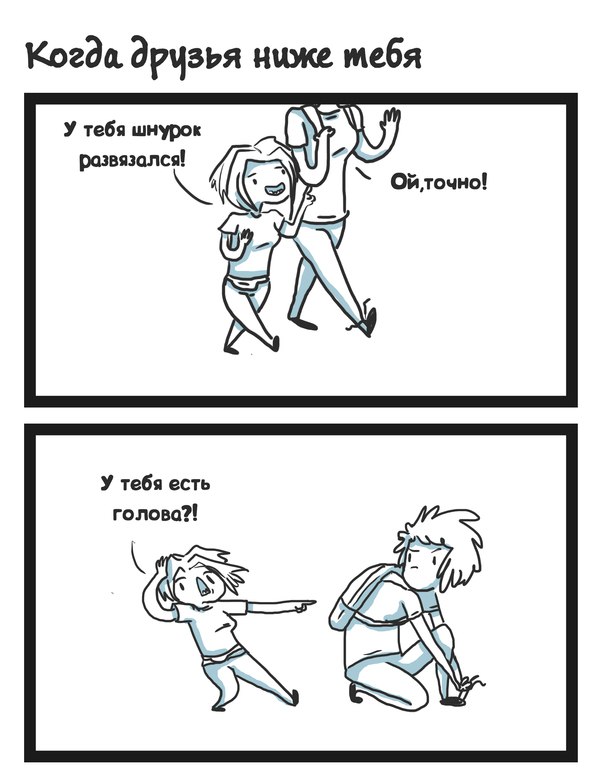 Когда друзья ниже тебя
У тебя шнурок
развязался!
Ой,точно!
У тебя есть
голова?!